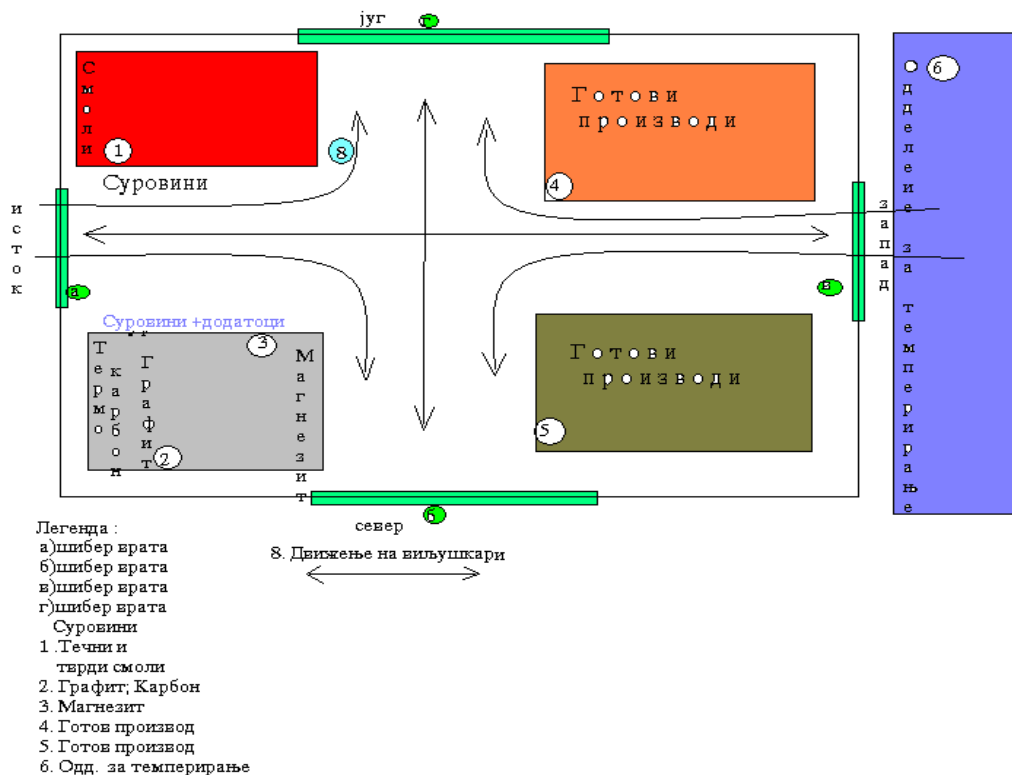 југ
г
Смоли
1
Суровини
8
Готови
производи
4
Одделение за темперирање
6
исток
а
запад
в
Суровини +додатоци
Термо
карбон
Графит
Магнезит
3
2
Готови
производи
5
б
север
8. Движење на виљушкари
Легенда :
а)шибер врата
б)шибер врата
в)шибер врата
г)шибер врата
Суровини
1 .Течни и
тврди смоли
2. Графит; Карбон
3. Магнезит
4. Готов производ
5. Готов производ
6. Одд. за темперирање